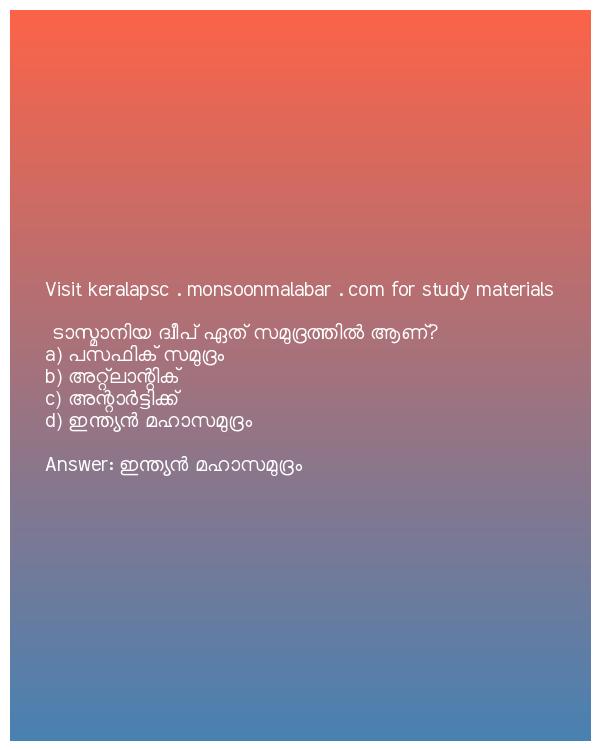 Visit keralapsc . monsoonmalabar . com for study materials
ടാസ്മാനിയ ദ്വീപ് ഏത് സമുദ്രത്തിൽ ആണ്?
a) പസഫിക് സമുദ്രം
b) അറ്റ്ലാന്റിക്
c) അന്റാർട്ടിക്ക്
d) ഇന്ത്യൻ മഹാസമുദ്രം
Answer: ഇന്ത്യൻ മഹാസമുദ്രം